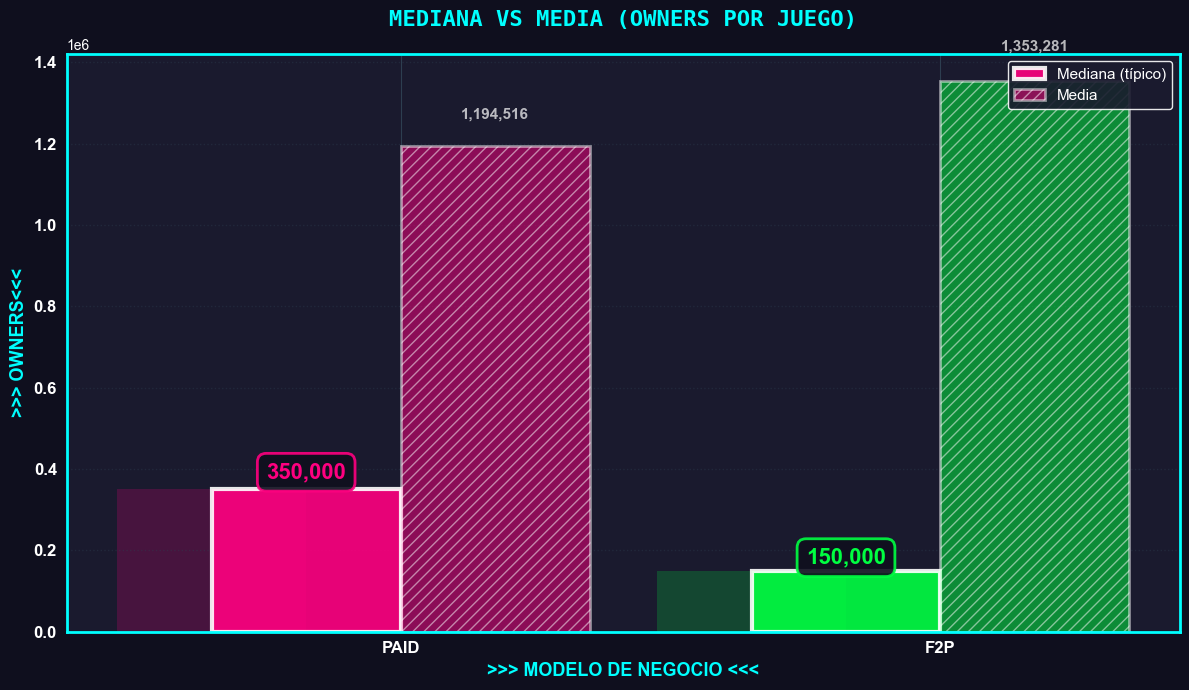 MEDIANA VS MEDIA (OWNERS POR JUEGO)
1e6
1,353,281
Mediana (típico)
Media
1.4
1,194,516
1.2
1.0
0.8
>>> OWNERS<<<
0.6
0.4
350,000
0.2
150,000
0.0
PAID
F2P
>>> MODELO DE NEGOCIO <<<